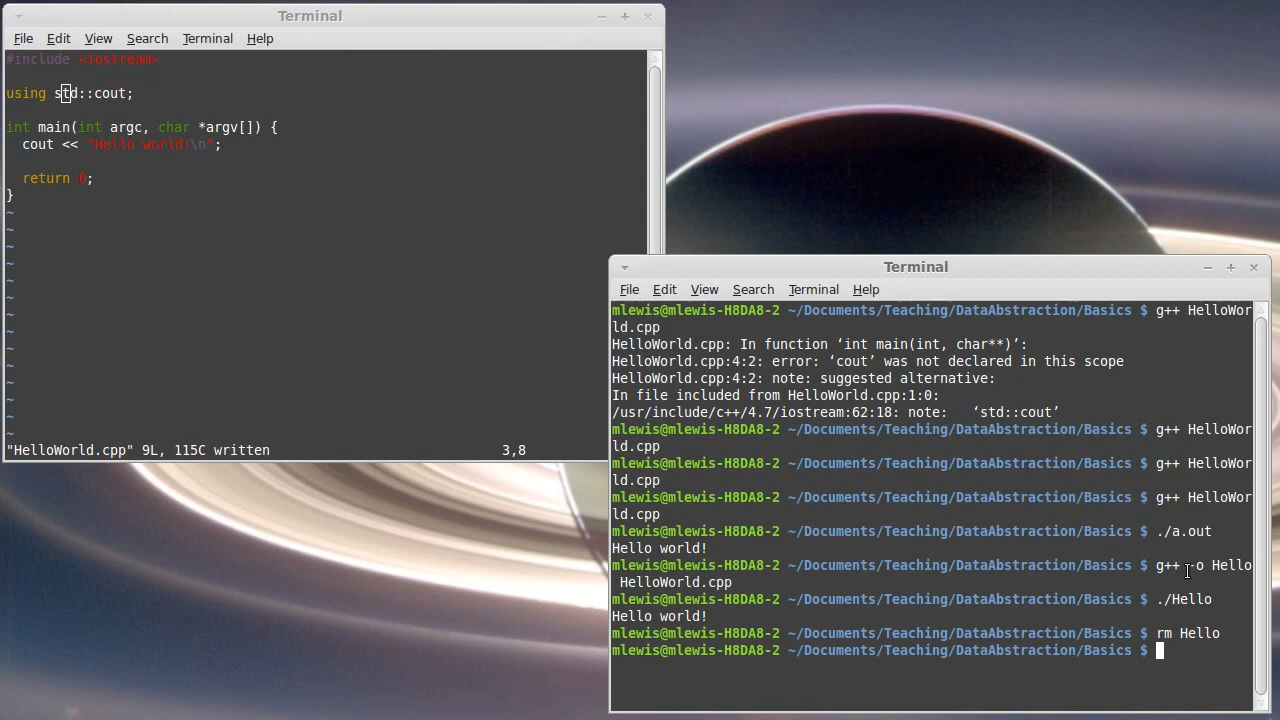 Terminal
File Edit View Search Terminal Help
#include <iostream>
using std::cout;
int main(int argc, char *argv[]) {
  cout << "Hello world!\n";
  return 0;
}
~
~
~
~
~
~
~
~
~
~
~
~
~
~
"HelloWorld.cpp" 9L, 115C written 3,8
Terminal
File Edit View Search Terminal Help
mlewis@mlewis-H8DA8-2 ~/Documents/Teaching/DataAbstraction/Basics $ g++ HelloWor
ld.cpp
HelloWorld.cpp: In function ‘int main(int, char**)’:
HelloWorld.cpp:4:2: error: ‘cout’ was not declared in this scope
HelloWorld.cpp:4:2: note: suggested alternative:
In file included from HelloWorld.cpp:1:0:
/usr/include/c++/4.7/iostream:62:18: note:   ‘std::cout’
mlewis@mlewis-H8DA8-2 ~/Documents/Teaching/DataAbstraction/Basics $ g++ HelloWor
ld.cpp
mlewis@mlewis-H8DA8-2 ~/Documents/Teaching/DataAbstraction/Basics $ g++ HelloWor
ld.cpp
mlewis@mlewis-H8DA8-2 ~/Documents/Teaching/DataAbstraction/Basics $ g++ HelloWor
ld.cpp
mlewis@mlewis-H8DA8-2 ~/Documents/Teaching/DataAbstraction/Basics $ ./a.out
Hello world!
mlewis@mlewis-H8DA8-2 ~/Documents/Teaching/DataAbstraction/Basics $ g++ -o Hello
 HelloWorld.cpp
mlewis@mlewis-H8DA8-2 ~/Documents/Teaching/DataAbstraction/Basics $ ./Hello
Hello world!
mlewis@mlewis-H8DA8-2 ~/Documents/Teaching/DataAbstraction/Basics $ rm Hello
mlewis@mlewis-H8DA8-2 ~/Documents/Teaching/DataAbstraction/Basics $